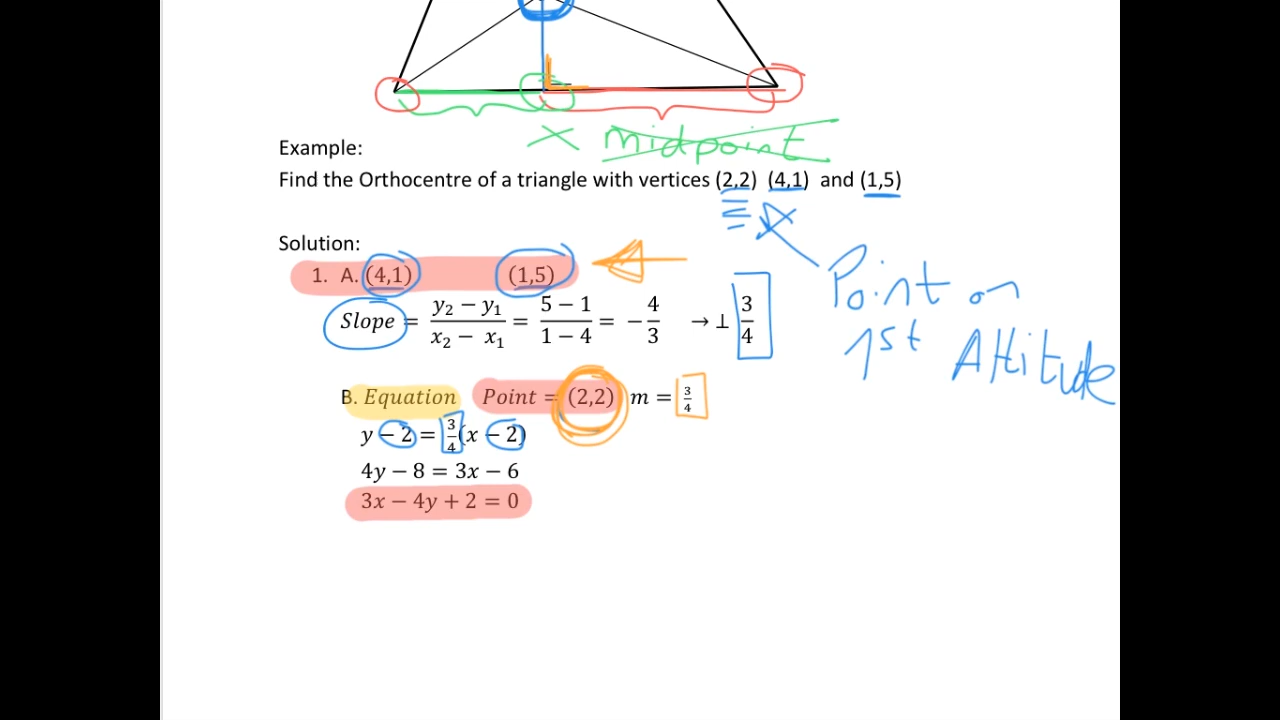 × midpoint
Example:
Find the Orthocentre of a triangle with vertices (2,2) (4,1) and (1,5)
Solution:
1. A. (4,1) (1,5)
Slope = y₂ − y₁ / x₂ − x₁ = 5 − 1 / 1 − 4 = − 4/3 → ⊥ 3/4
Point on
1st Altitude
B. Equation Point = (2,2) m = 3/4
y − 2 = 3/4 (x − 2)
4y − 8 = 3x − 6
3x − 4y + 2 = 0